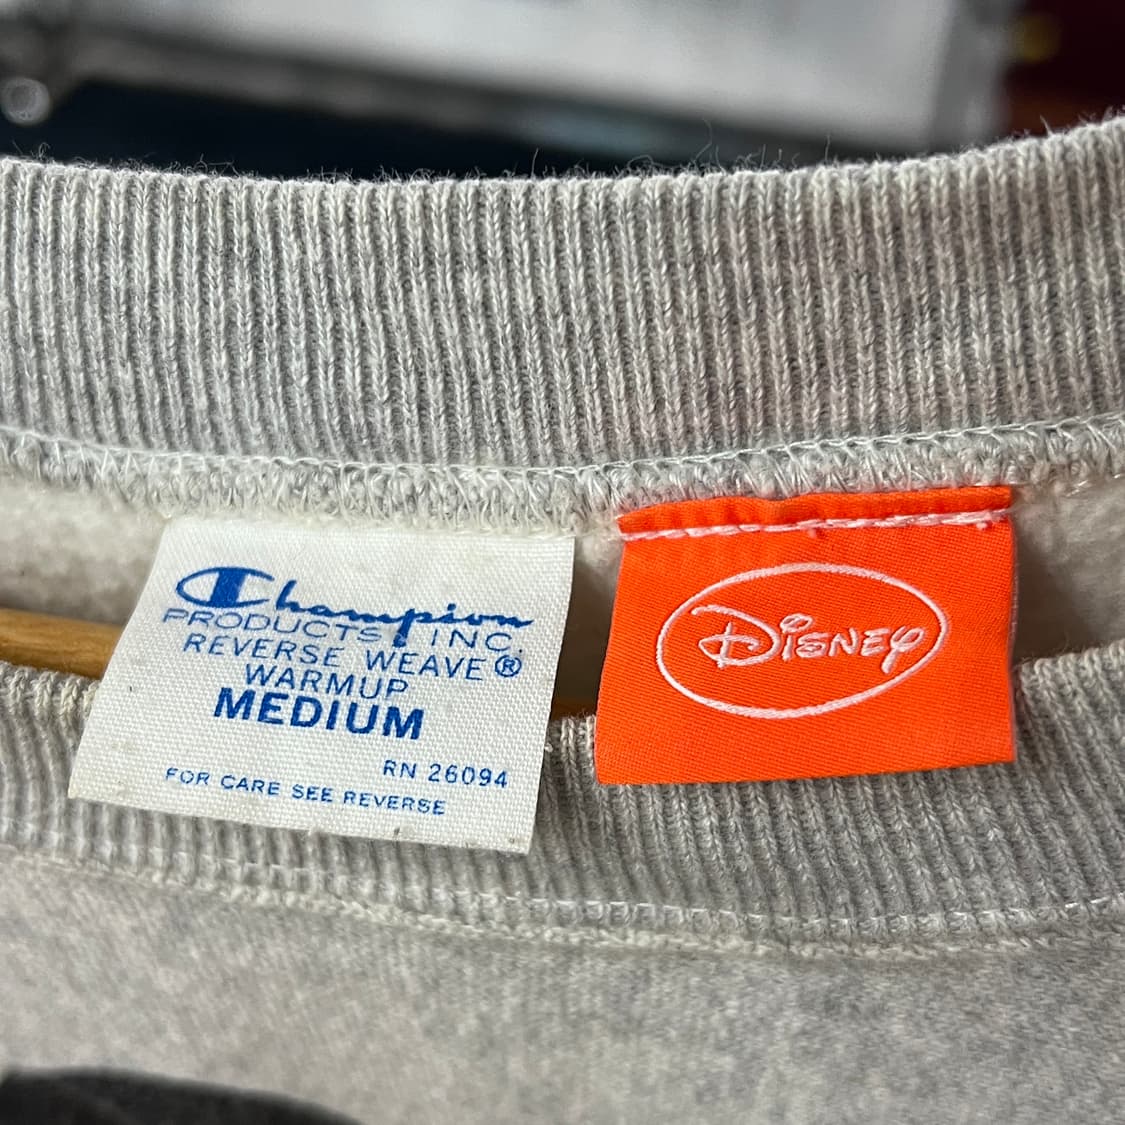 Champion
PRODUCTS, INC.
REVERSE WEAVE®
WARMUP
MEDIUM
RN 26094
FOR CARE SEE REVERSE
Disney